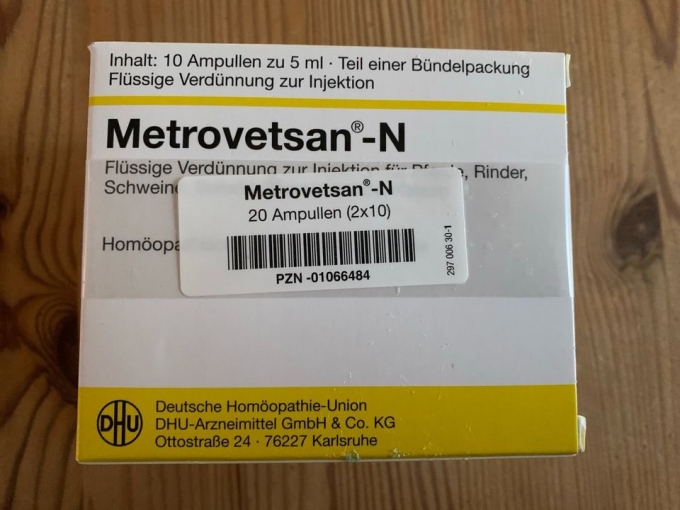 Inhalt: 10 Ampullen zu 5 ml · Teil einer Bündelpackung
Flüssige Verdünnung zur Injektion
Metrovetsan®-N
Flüssige Verdünnung zur Injektion für Pferde, Rinder,
Schweine
Homöopa
Metrovetsan®-N
20 Ampullen (2x10)
PZN -01066484
297 006 30-1
DHU
Deutsche Homöopathie-Union
DHU-Arzneimittel GmbH & Co. KG
Ottostraße 24 · 76227 Karlsruhe